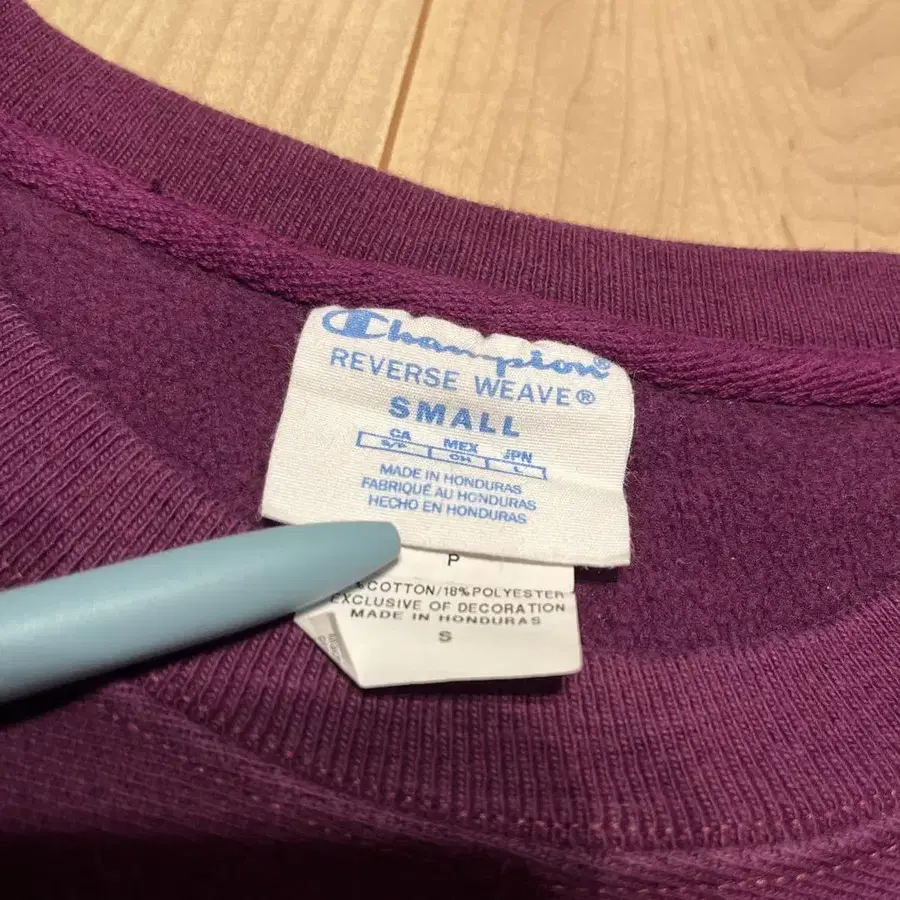 Champion
REVERSE WEAVE®
SMALL
CA MEX JPN
S/P CH L
MADE IN HONDURAS
FABRIQUÉ AU HONDURAS
HECHO EN HONDURAS
P
%COTTON/18%POLYESTER
EXCLUSIVE OF DECORATION
MADE IN HONDURAS
S